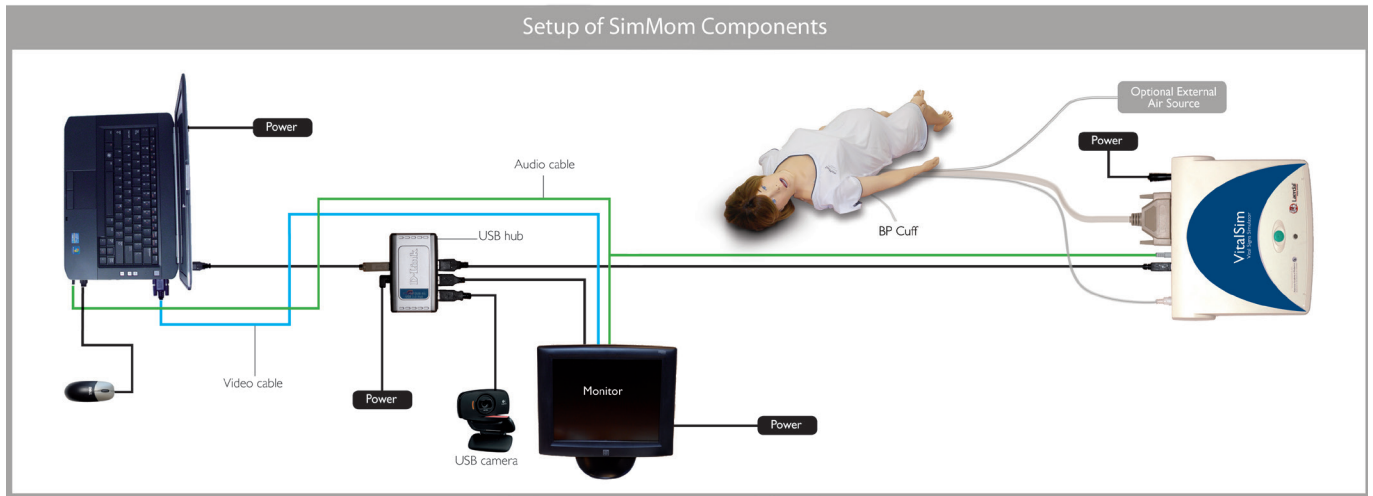 Setup of SimMom Components
Optional External
Air Source
Power
Power
Audio cable
USB hub
BP Cuff
VitalSim
Vital Signs Simulator
Laerdal
Video cable
Monitor
Power
Power
USB camera